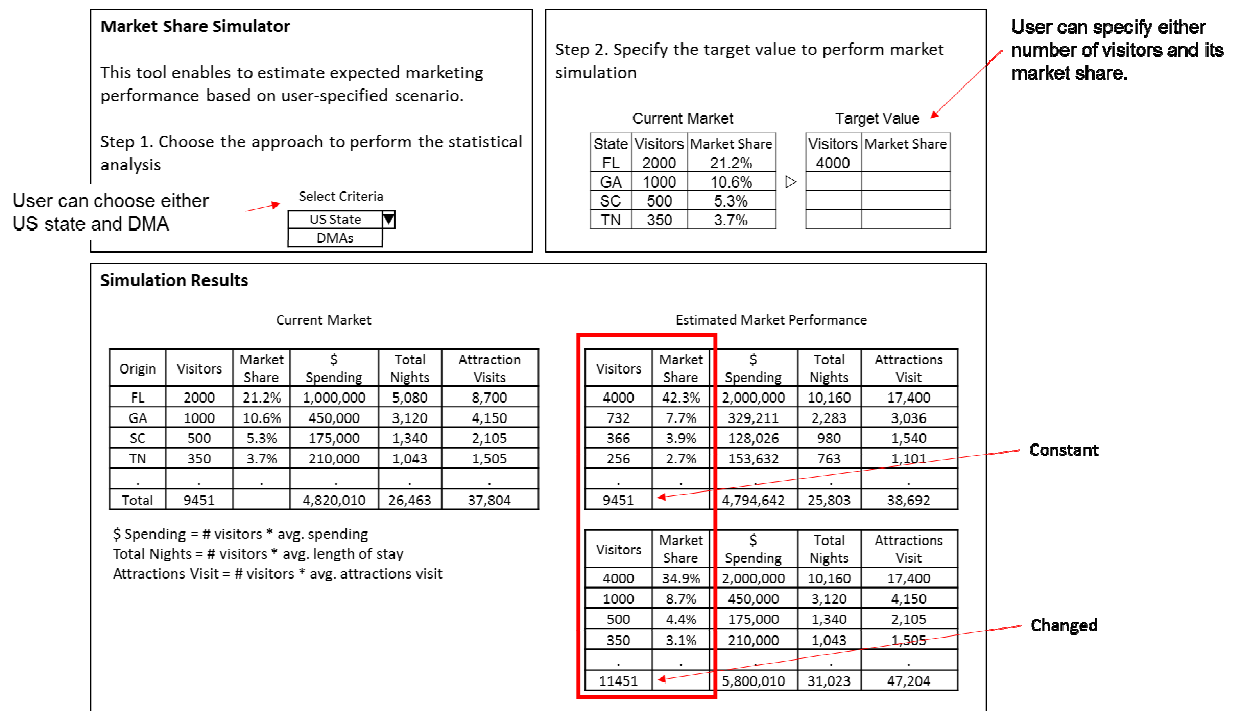 Market Share Simulator
This tool enables to estimate expected marketing
performance based on user-specified scenario.
Step 1. Choose the approach to perform the statistical
analysis
User can choose either
US state and DMA
Select Criteria
US State
DMAs
Step 2. Specify the target value to perform market
simulation
Current Market
State Visitors Market Share
FL 2000 21.2%
GA 1000 10.6%
SC 500 5.3%
TN 350 3.7%
Target Value
Visitors Market Share
4000
User can specify either
number of visitors and its
market share.
Simulation Results
Current Market
Origin Visitors Market Share $ Spending Total Nights Attraction Visits
FL 2000 21.2% 1,000,000 5,080 8,700
GA 1000 10.6% 450,000 3,120 4,150
SC 500 5.3% 175,000 1,340 2,105
TN 350 3.7% 210,000 1,043 1,505
. . . . . .
Total 9451 4,820,010 26,463 37,804
$ Spending = # visitors * avg. spending
Total Nights = # visitors * avg. length of stay
Attractions Visit = # visitors * avg. attractions visit
Estimated Market Performance
Visitors Market Share $ Spending Total Nights Attractions Visit
4000 42.3% 2,000,000 10,160 17,400
732 7.7% 329,211 2,283 3,036
366 3.9% 128,026 980 1,540
256 2.7% 153,632 763 1,101
. . . . .
9451 4,794,642 25,803 38,692
Constant
Visitors Market Share $ Spending Total Nights Attractions Visit
4000 34.9% 2,000,000 10,160 17,400
1000 8.7% 450,000 3,120 4,150
500 4.4% 175,000 1,340 2,105
350 3.1% 210,000 1,043 1,505
. . . . .
11451 5,800,010 31,023 47,204
Changed